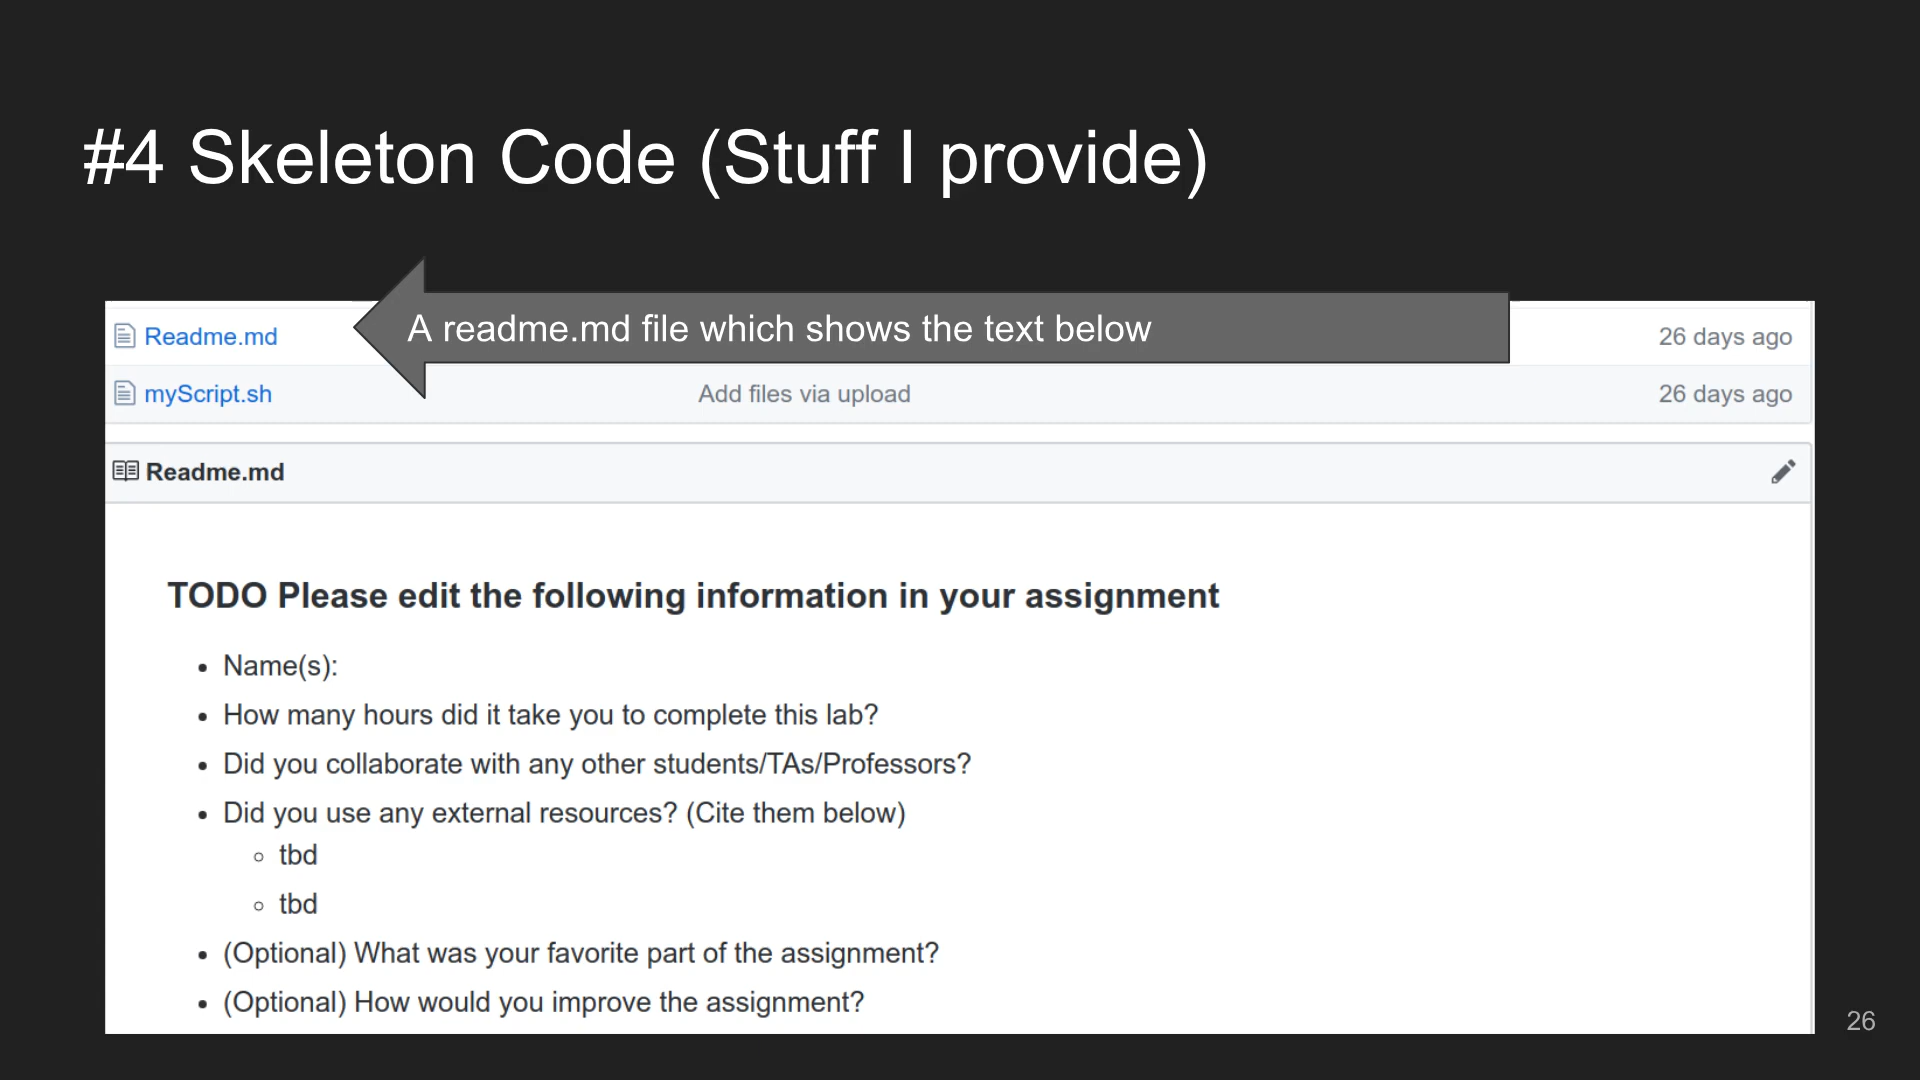 #4 Skeleton Code (Stuff I provide)
A readme.md file which shows the text below
Readme.md
26 days ago
myScript.sh
Add files via upload
26 days ago
Readme.md
TODO Please edit the following information in your assignment
Name(s):
How many hours did it take you to complete this lab?
Did you collaborate with any other students/TAs/Professors?
Did you use any external resources? (Cite them below)
tbd
tbd
(Optional) What was your favorite part of the assignment?
(Optional) How would you improve the assignment?
26